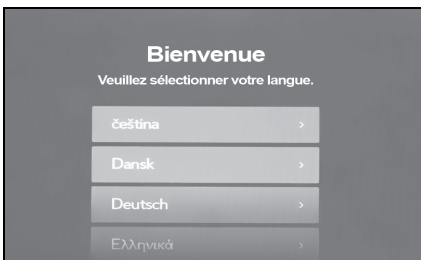 Bienvenue
Veuillez sélectionner votre langue.
čeština
Dansk
Deutsch
Ελληνικά